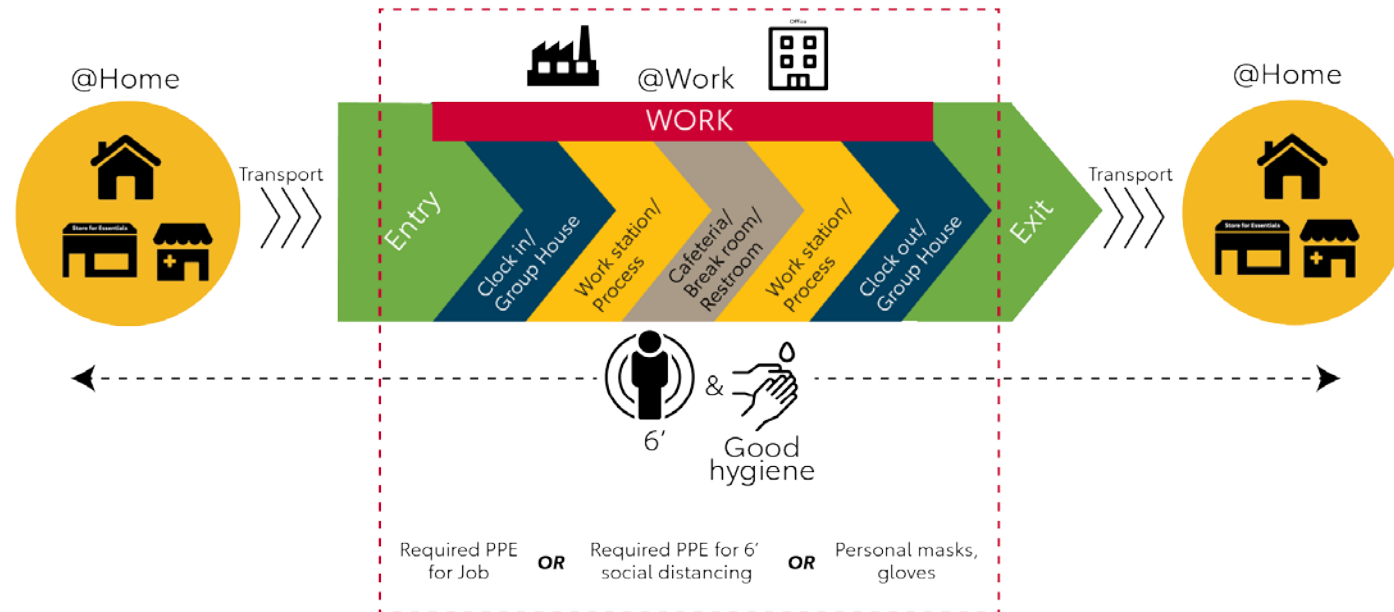 Office
@Home
@Work
@Home
WORK
Transport
Transport
Store for Essentials
Store for Essentials
Entry
Clock in/
Group House
Work station/
Process
Cafeteria/
Break room/
Restroom
Work station/
Process
Clock out/
Group House
Exit
&
6’
Good
hygiene
Required PPE
for Job
OR
Required PPE for 6’
social distancing
OR
Personal masks,
gloves